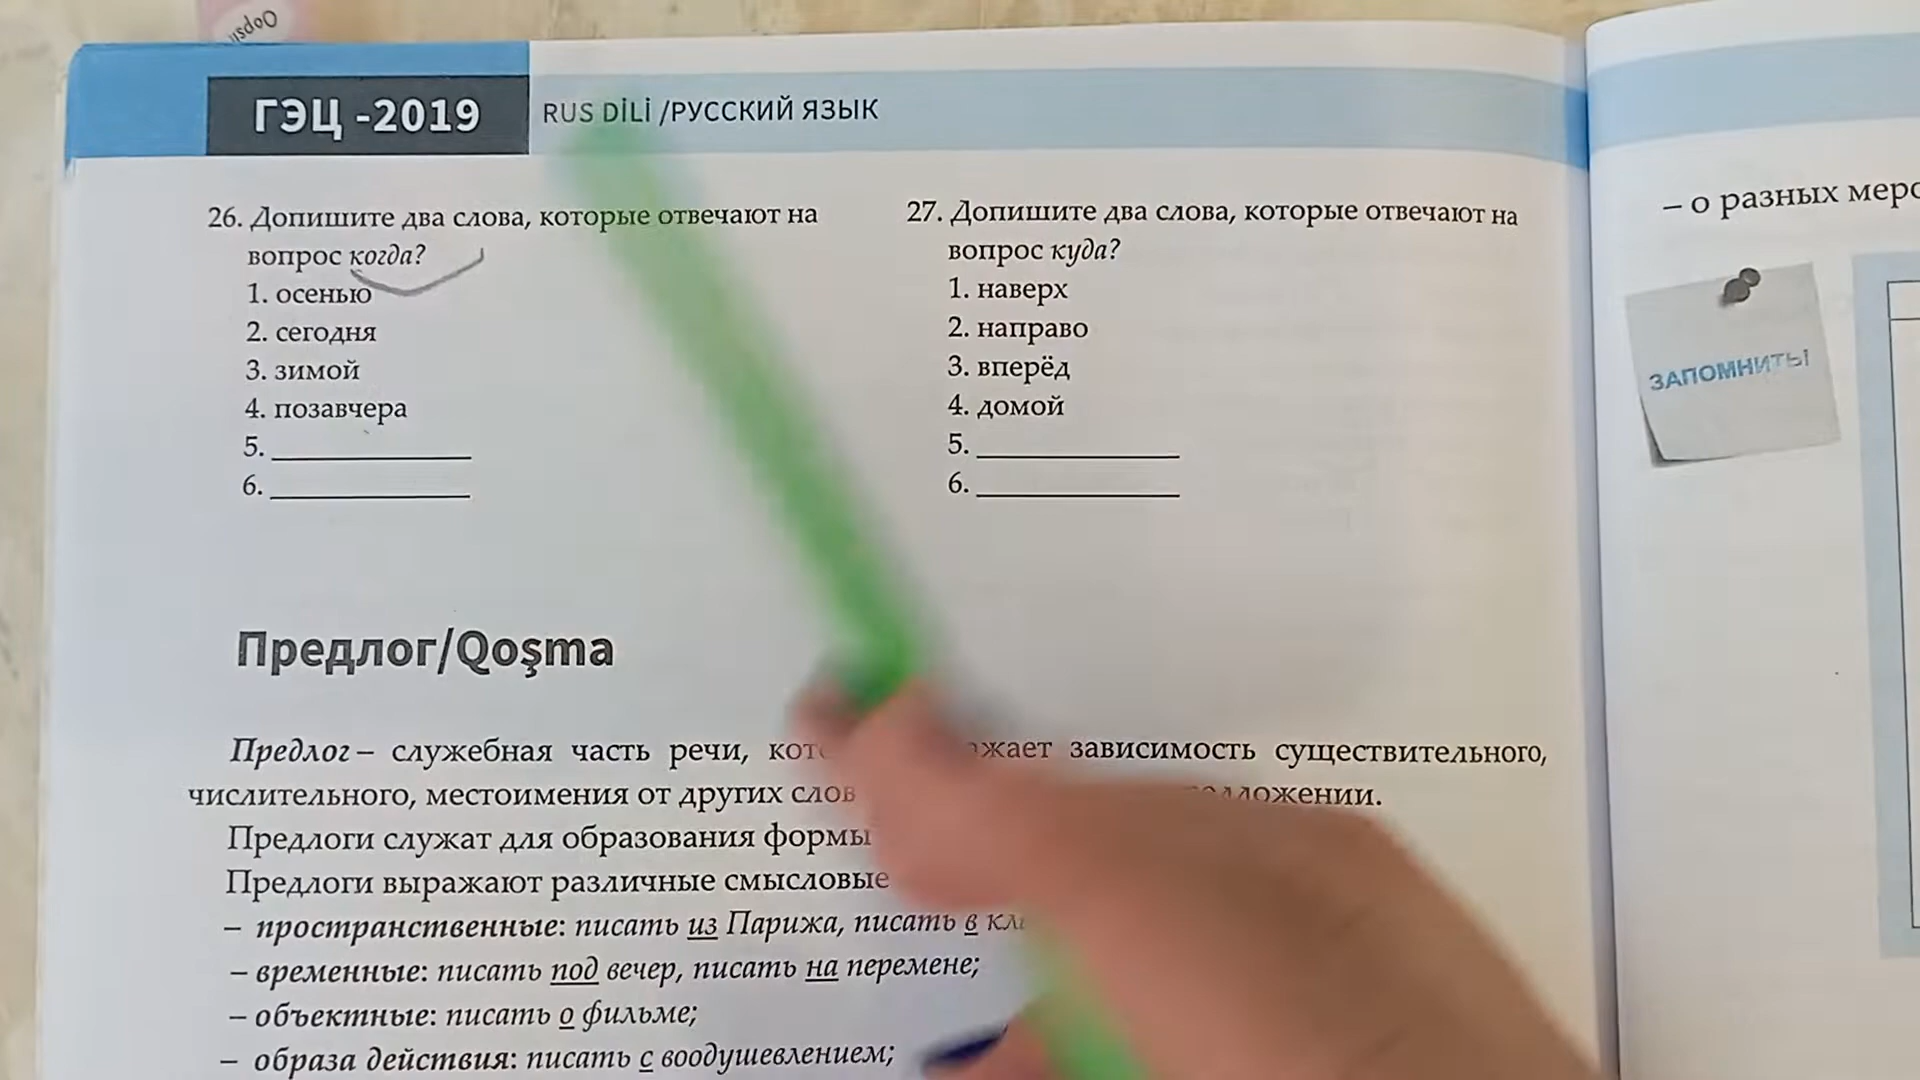 ГЭЦ -2019
RUS DİLİ /РУССКИЙ ЯЗЫК
26. Допишите два слова, которые отвечают на
вопрос когда?
1. осенью
2. сегодня
3. зимой
4. позавчера
5.
6.
27. Допишите два слова, которые отвечают на
вопрос куда?
1. наверх
2. направо
3. вперёд
4. домой
5.
6.
Предлог/Qoşma
Предлог – служебная часть речи, зависимость существительного,
числительного, местоимения от других слов
Предлоги служат для образования формы
Предлоги выражают различные смысловые
– пространственные: писать из Парижа, писать в
– временные: писать под вечер, писать на перемене;
– объектные: писать о фильме;
– образа действия: писать с воодушевлением;
– о разных
ЗАПОМНИТЬ!